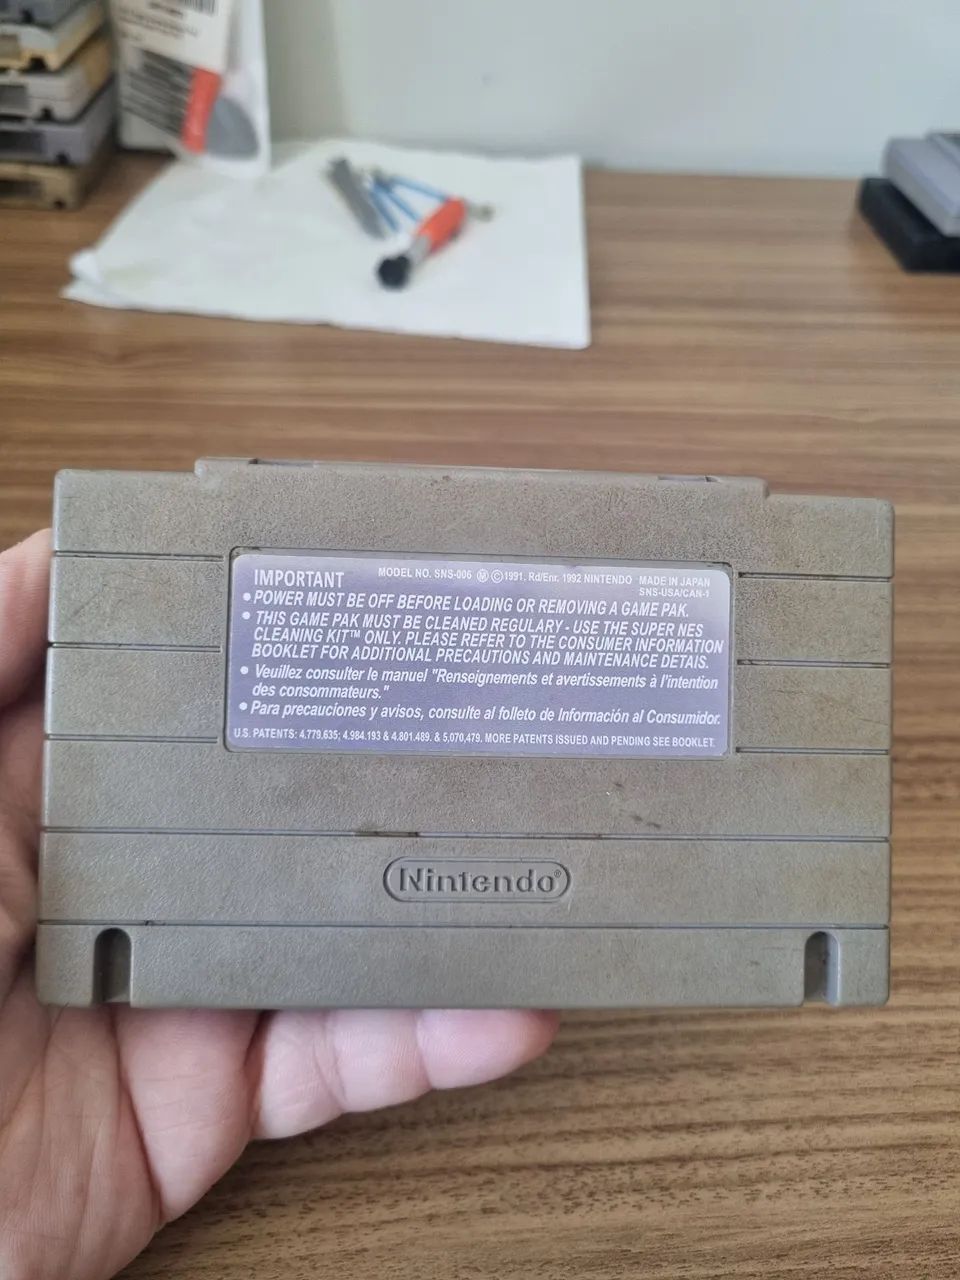 IMPORTANT
MODEL NO. SNS-006 Ⓜ ©1991. Rd/Enr. 1992 NINTENDO MADE IN JAPAN
SNS-USA/CAN-1
● POWER MUST BE OFF BEFORE LOADING OR REMOVING A GAME PAK.
● THIS GAME PAK MUST BE CLEANED REGULARY - USE THE SUPER NES
CLEANING KIT™ ONLY. PLEASE REFER TO THE CONSUMER INFORMATION
BOOKLET FOR ADDITIONAL PRECAUTIONS AND MAINTENANCE DETAIS.
● Veuillez consulter le manuel "Renseignements et avertissements à l'intention
des consommateurs."
● Para precauciones y avisos, consulte al folleto de Información al Consumidor.
U.S. PATENTS: 4.779.635; 4.984.193 & 4.801.489. & 5,070,479. MORE PATENTS ISSUED AND PENDING SEE BOOKLET.
Nintendo®